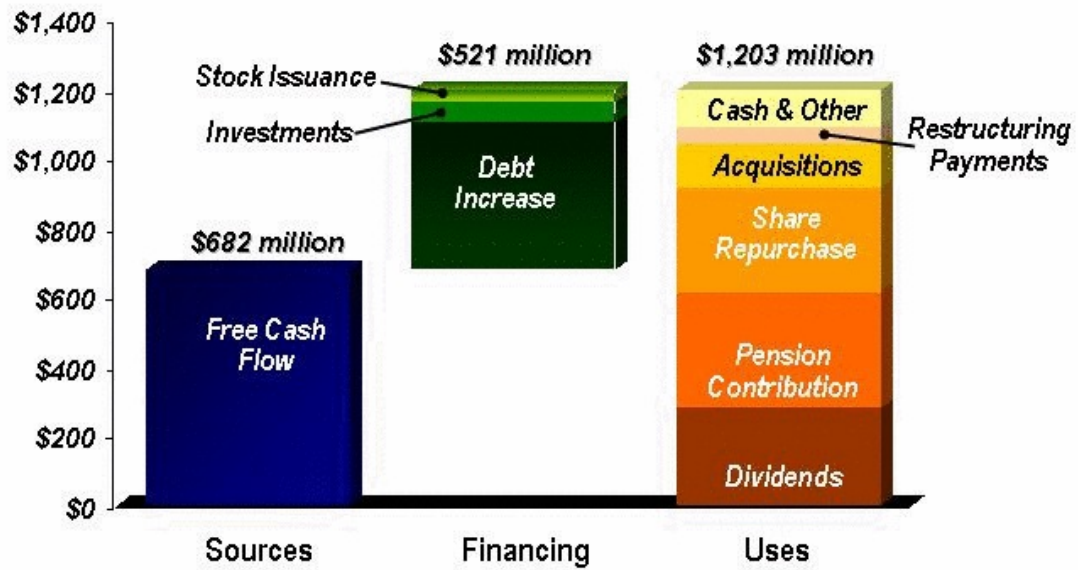 $1,400
$1,200
$1,000
$800
$600
$400
$200
$0
$682 million
Free Cash
Flow
Stock Issuance
Investments
$521 million
Debt
Increase
$1,203 million
Cash & Other
Restructuring
Payments
Acquisitions
Share
Repurchase
Pension
Contribution
Dividends
Sources
Financing
Uses